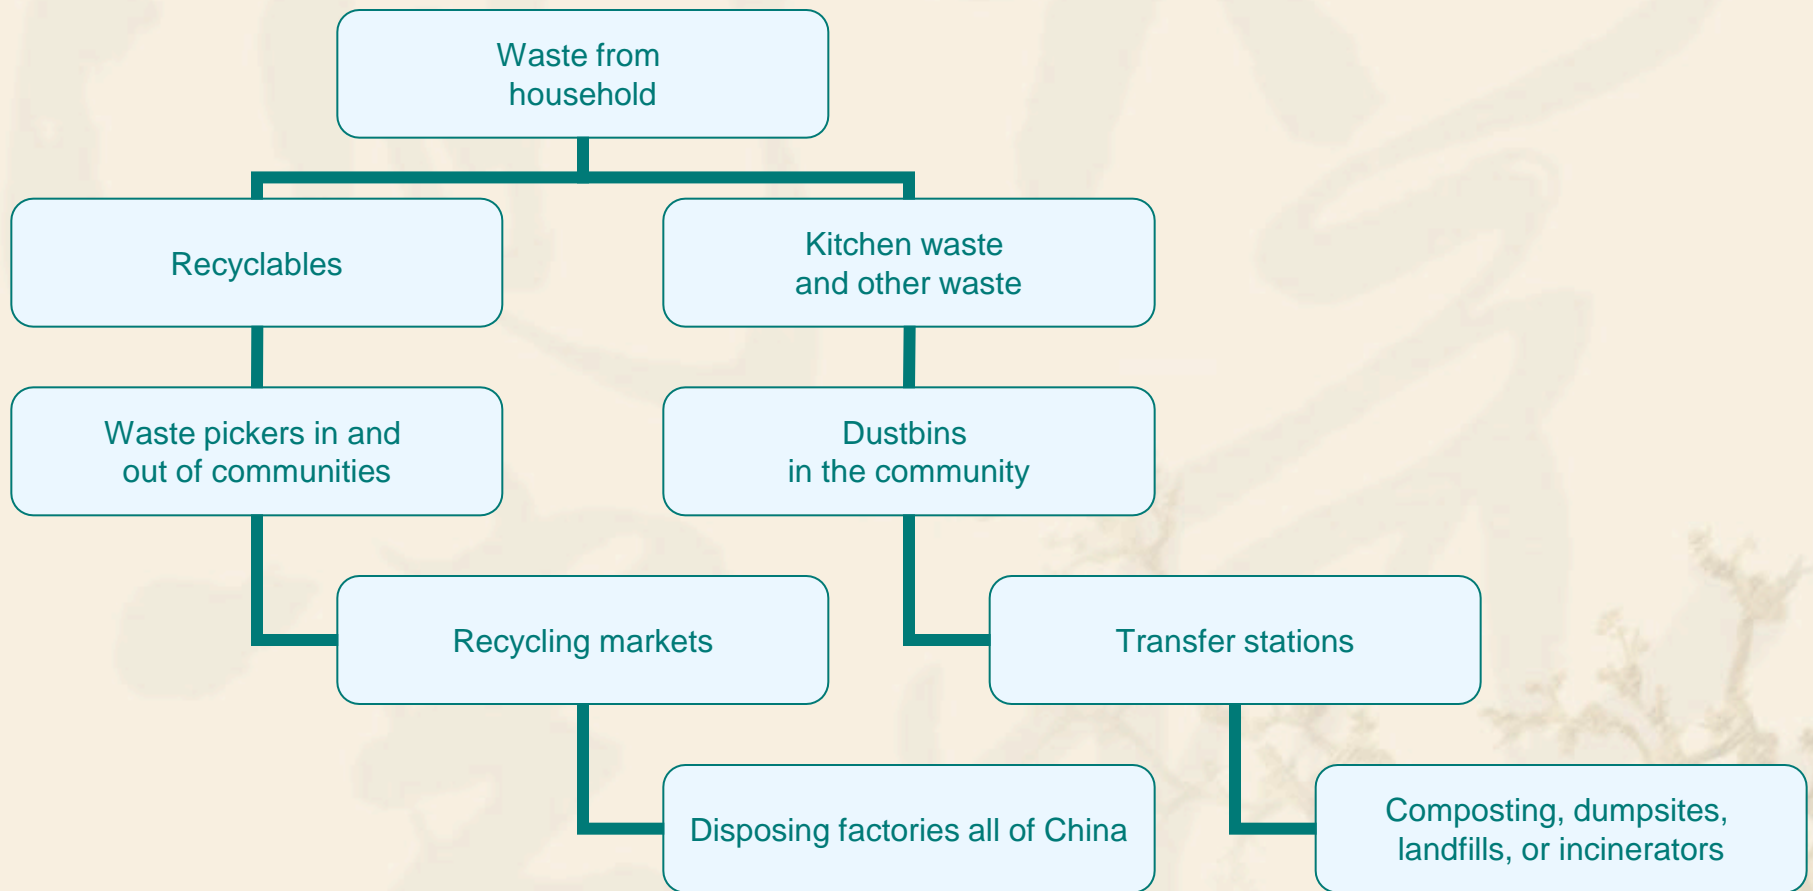 Waste from
household
Recyclables
Kitchen waste
and other waste
Waste pickers in and
out of communities
Dustbins
in the community
Recycling markets
Transfer stations
Disposing factories all of China
Composting, dumpsites,
landfills, or incinerators